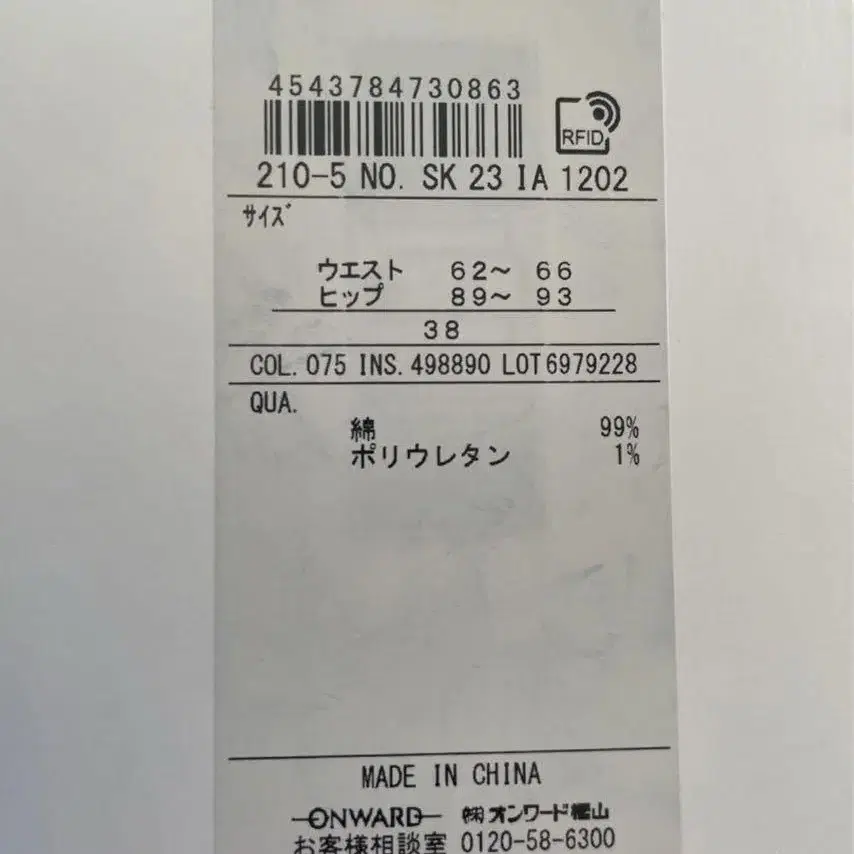 4543784730863
RFID
210-5 NO. SK 23 IA 1202
サイズ
ウエスト 62～ 66
ヒップ 89～ 93
38
COL. 075 INS. 498890 LOT6979228
QUA.
綿 99%
ポリウレタン 1%
MADE IN CHINA
ONWARD ㈱オンワード樫山
お客様相談室 0120-58-6300